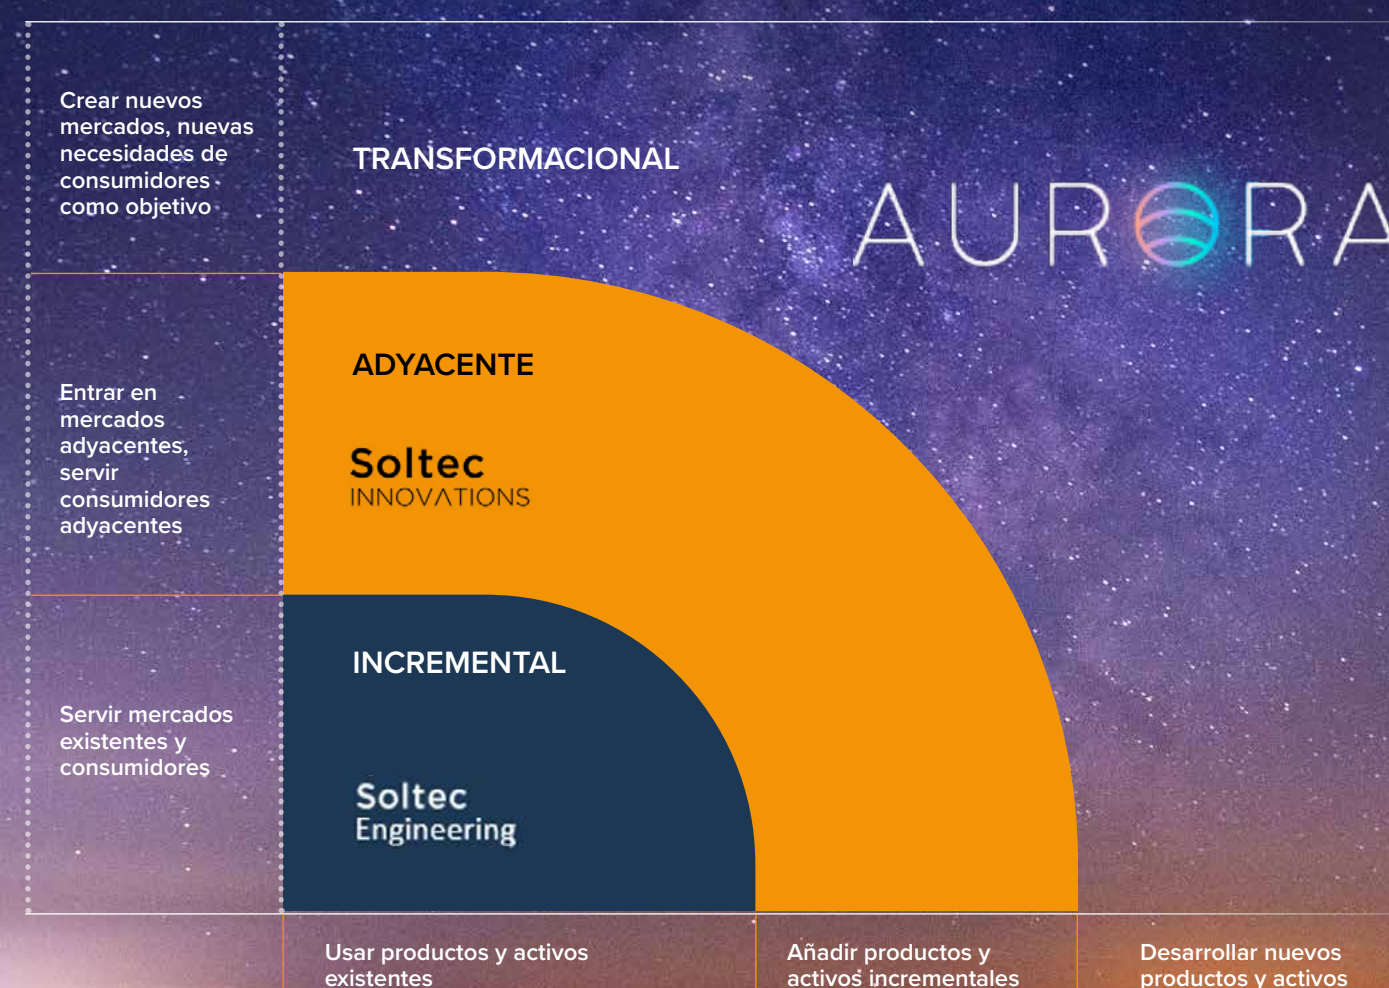 Crear nuevos
mercados, nuevas
necesidades de
consumidores
como objetivo
TRANSFORMACIONAL
AURORA
Entrar en
mercados
adyacentes,
servir
consumidores
adyacentes
ADYACENTE
Soltec
INNOVATIONS
Servir mercados
existentes y
consumidores
INCREMENTAL
Soltec
Engineering
Usar productos y activos
existentes
Añadir productos y
activos incrementales
Desarrollar nuevos
productos y activos